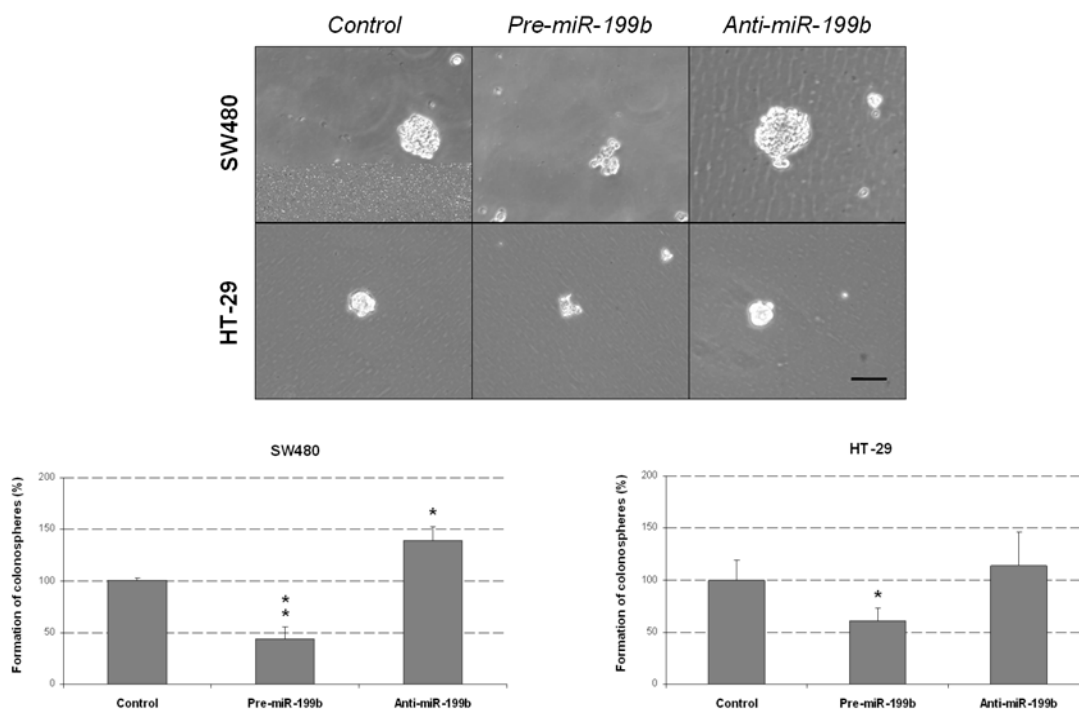 Control Pre-miR-199b Anti-miR-199b
SW480
HT-29
SW480
Formation of colonospheres (%)
200
150
100
50
0
*
*
*
Control Pre-miR-199b Anti-miR-199b
HT-29
Formation of colonospheres (%)
200
150
100
50
0
*
Control Pre-miR-199b Anti-miR-199b